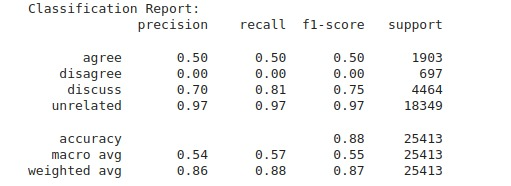 Classification Report:
precision recall f1-score support
agree 0.50 0.50 0.50 1903
disagree 0.00 0.00 0.00 697
discuss 0.70 0.81 0.75 4464
unrelated 0.97 0.97 0.97 18349
accuracy 0.88 25413
macro avg 0.54 0.57 0.55 25413
weighted avg 0.86 0.88 0.87 25413